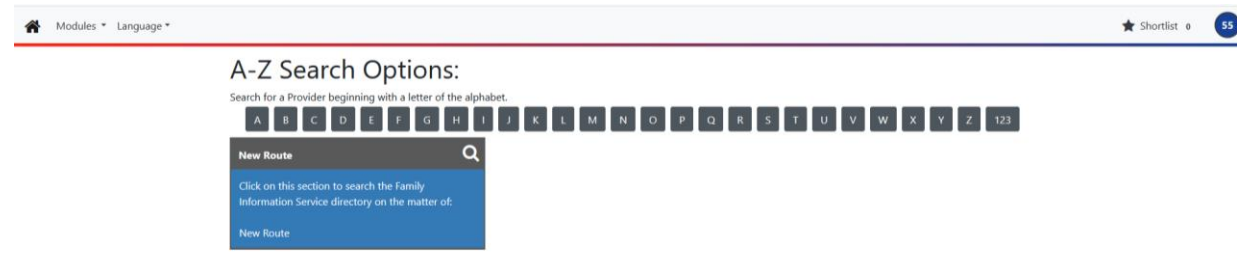 Modules Language Shortlist 0 55
A-Z Search Options:
Search for a Provider beginning with a letter of the alphabet.
A B C D E F G H I J K L M N O P Q R S T U V W X Y Z 123
New Route
Click on this section to search the Family
Information Service directory on the matter of:
New Route